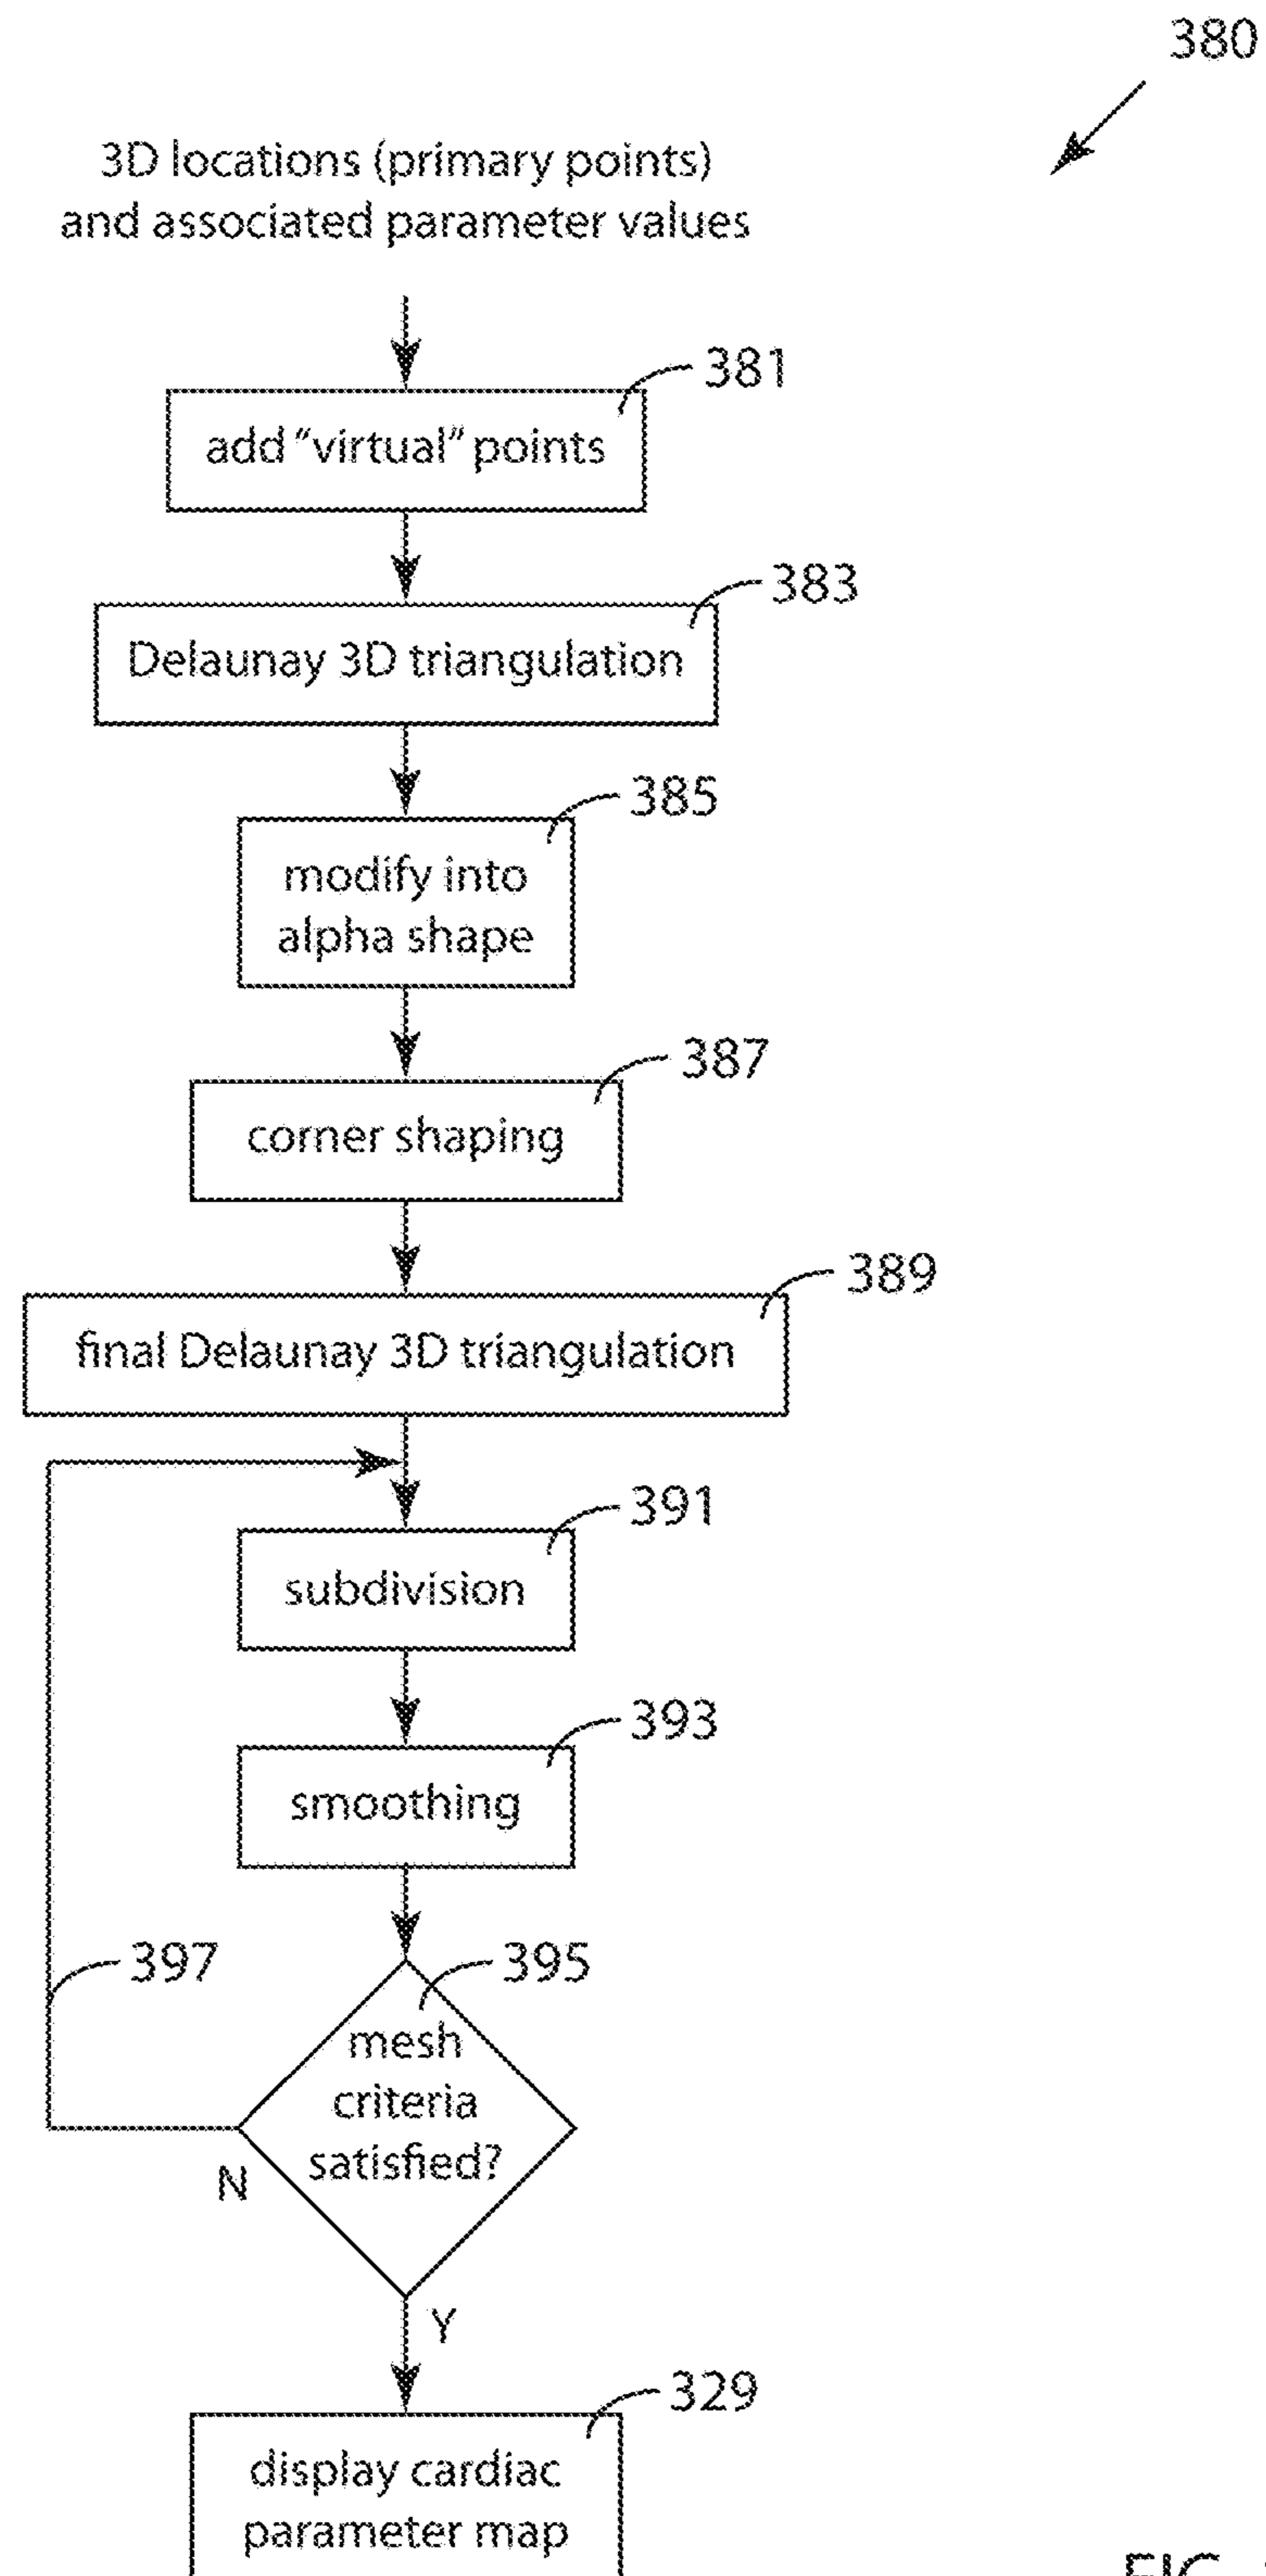 380
3D locations (primary points)
and associated parameter values
381
add “virtual” points
383
Delaunay 3D triangulation
385
modify into
alpha shape
387
corner shaping
389
final Delaunay 3D triangulation
391
subdivision
393
smoothing
397
395
mesh
criteria
satisfied?
N
Y
329
display cardiac
parameter map
FIG.